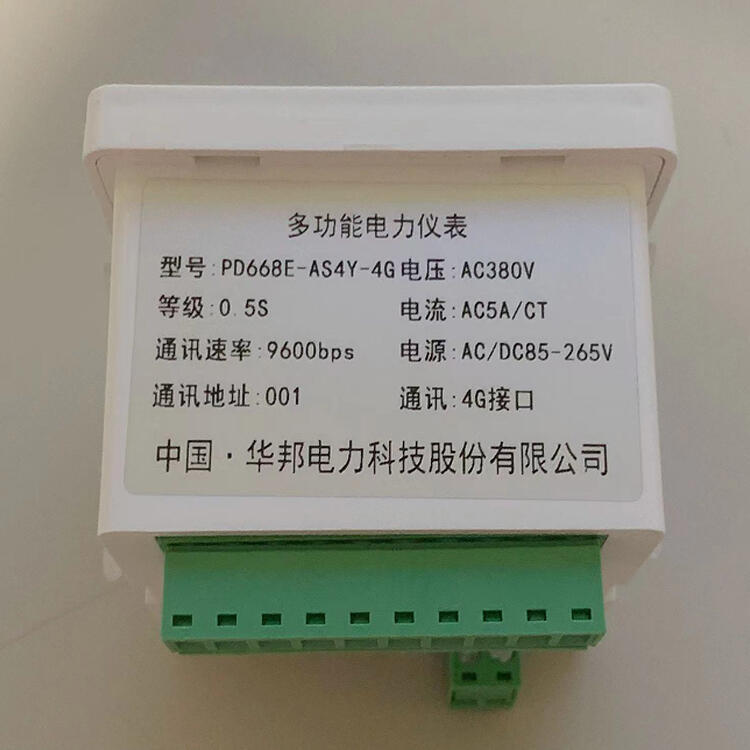 多功能电力仪表
型号:PD668E-AS4Y-4G 电压:AC380V
等级:0.5S 电流:AC5A/CT
通讯速率:9600bps 电源:AC/DC85-265V
通讯地址:001 通讯:4G接口
中国·华邦电力科技股份有限公司